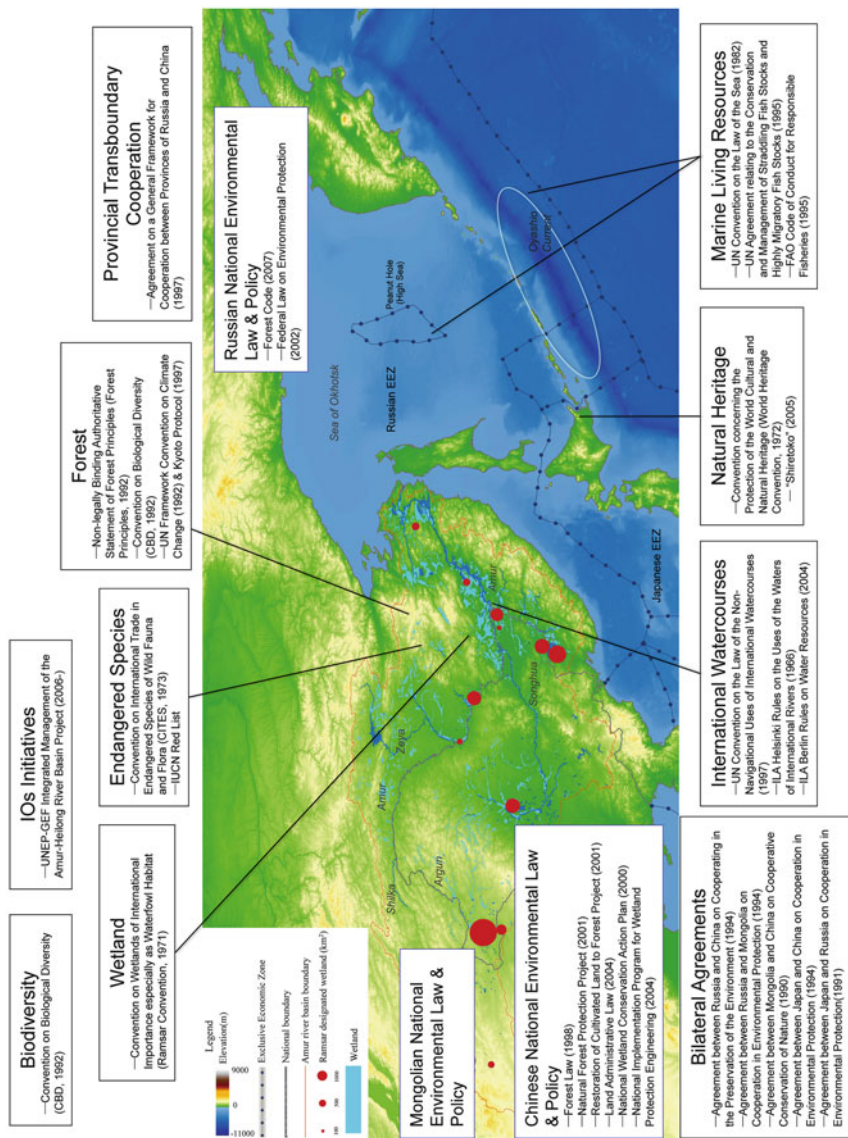 Biodiversity
—Convention on Biological Diversity
(CBD, 1992)
IOs Initiatives
—UNEP-GEF Integrated Management of the
Amur-Heilong River Basin Project (2006-)
Wetland
—Convention on Wetlands of International
Importance especially as Waterfowl Habitat
(Ramsar Convention, 1971)
Endangered Species
—Convention on International Trade in
Endangered Species of Wild Fauna
and Flora (CITES, 1973)
—IUCN Red List
Forest
—Non-legally Binding Authoritative
Statement of Forest Principles (Forest
Principles, 1992)
—Convention on Biological Diversity
(CBD, 1992)
—UN Framework Convention on Climate
Change (1992) & Kyoto Protocol (1997)
Provincial Transboundary
Cooperation
—Agreement on a General Framework for
Cooperation between Provinces of Russia and China
(1997)
Legend
Elevation(m)
9000
0
-11000
Exclusive Economic Zone
National boundary
Amur river basin boundary
Ramsar designated wetland (km²)
100
500
1000
Wetland
Russian National Environmental
Law & Policy
—Forest Code (2007)
—Federal Law on Environmental Protection
(2002)
Shilka
Argun
Amur
Zeya
Songhua
Amur
Sea of Okhotsk
Russian EEZ
Peanut Hole
(High Sea)
Oyashio
Current
Japanese EEZ
Mongolian National
Environmental Law &
Policy
Chinese National Environmental Law
& Policy
—Forest Law (1998)
—Natural Forest Protection Project (2001)
—Restoration of Cultivated Land to Forest Project (2001)
—Land Administrative Law (2004)
—National Wetland Conservation Action Plan (2000)
—National Implementation Program for Wetland
Protection Engineering (2004)
Bilateral Agreements
—Agreement between Russia and China on Cooperating in
the Preservation of the Environment (1994)
—Agreement between Russia and Mongolia on
Cooperation in Environmental Protection (1994)
—Agreement between Mongolia and China on Cooperative
Conservation of Nature (1990)
—Agreement between Japan and China on Cooperation in
Environmental Protection (1994)
—Agreement between Japan and Russia on Cooperation in
Environmental Protection(1991)
International Watercourses
—UN Convention on the Law of the Non-
Navigational Uses of International Watercourses
(1997)
—ILA Helsinki Rules on the Uses of the Waters
of International Rivers (1966)
—ILA Berlin Rules on Water Resources (2004)
Natural Heritage
—Convention concerning the
Protection of the World Cultural and
Natural Heritage (World Heritage
Convention, 1972)
— "Shiretoko" (2005)
Marine Living Resources
—UN Convention on the Law of the Sea (1982)
—UN Agreement relating to the Conservation
and Management of Straddling Fish Stocks and
Highly Migratory Fish Stocks (1995)
—FAO Code of Conduct for Responsible
Fisheries (1995)